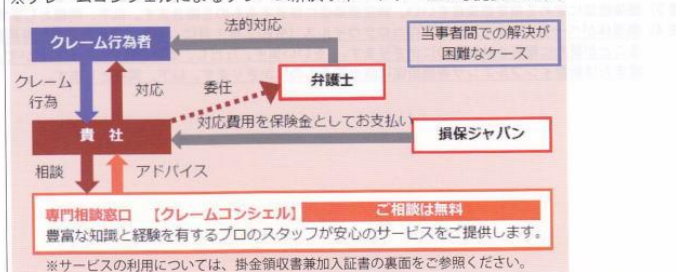 法的対応
クレーム行為者
当事者間での解決が
困難なケース
クレーム
行為
対応
委任
弁護士
対応費用を保険金としてお支払い
貴 社
損保ジャパン
相談
アドバイス
専門相談窓口 【クレームコンシェル】 ご相談は無料
豊富な知識と経験を有するプロのスタッフが安心のサービスをご提供します。
※サービスの利用については、掛金領収書兼加入証書の裏面をご参照ください。